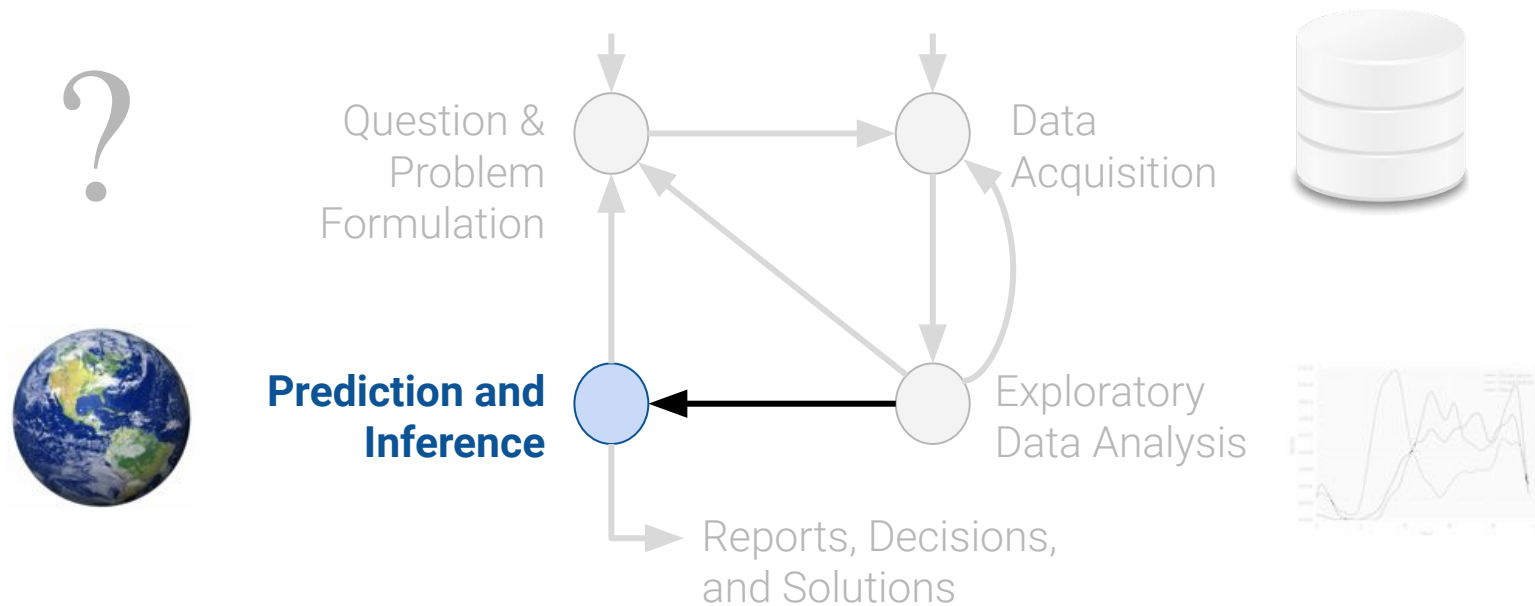 ?
Question &
Problem
Formulation
Data
Acquisition
Prediction and
Inference
Exploratory
Data Analysis
Reports, Decisions,
and Solutions